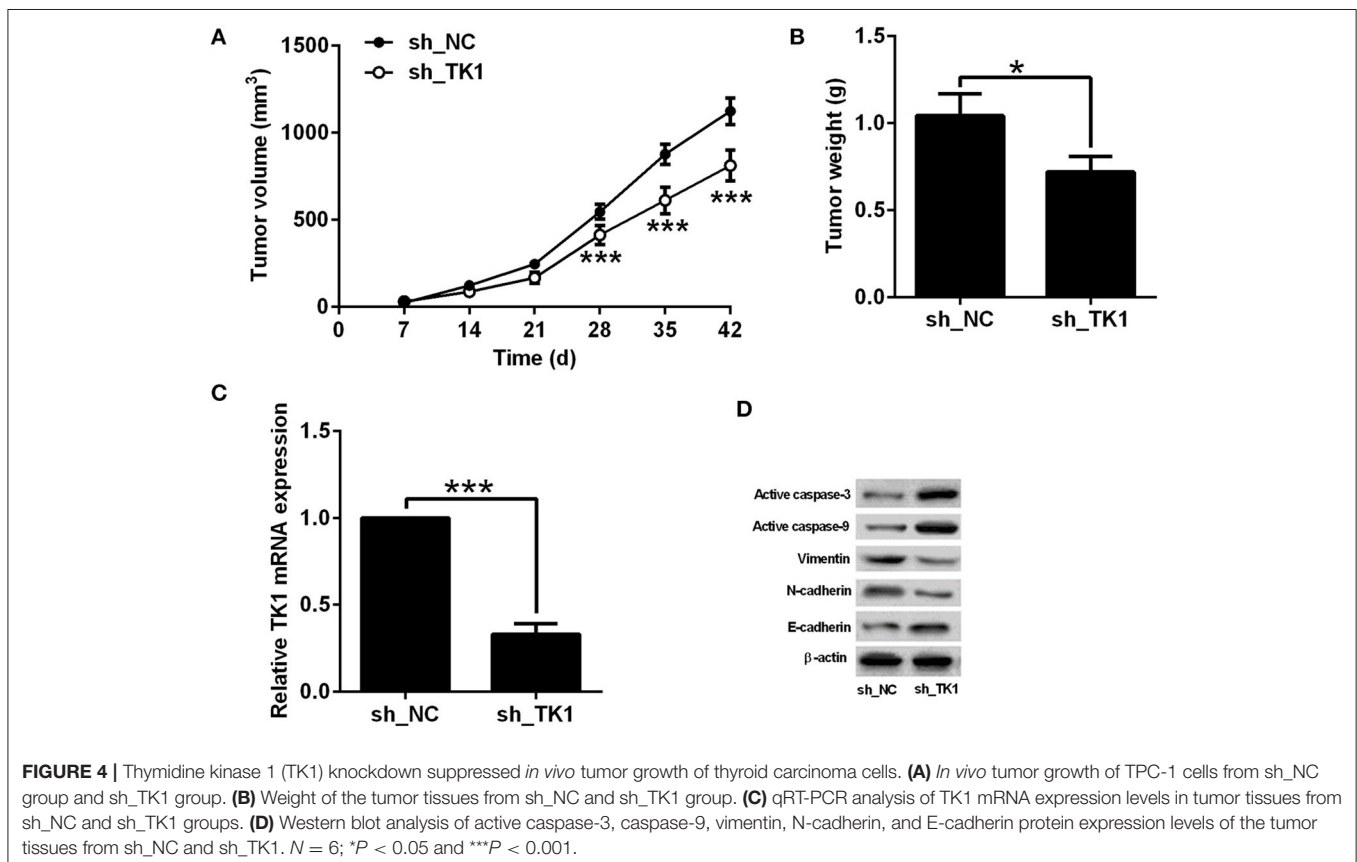 A
sh_NC
sh_TK1
Tumor volume (mm³)
1500
1000
500
0
***
***
***
0 7 14 21 28 35 42
Time (d)
B
Tumor weight (g)
1.5
1.0
0.5
0.0
*
sh_NC sh_TK1
C
Relative TK1 mRNA expression
1.5
1.0
0.5
0.0
***
sh_NC sh_TK1
D
Active caspase-3
Active caspase-9
Vimentin
N-cadherin
E-cadherin
β-actin
sh_NC sh_TK1
FIGURE 4 | Thymidine kinase 1 (TK1) knockdown suppressed in vivo tumor growth of thyroid carcinoma cells. (A) In vivo tumor growth of TPC-1 cells from sh_NC
group and sh_TK1 group. (B) Weight of the tumor tissues from sh_NC and sh_TK1 group. (C) qRT-PCR analysis of TK1 mRNA expression levels in tumor tissues from
sh_NC and sh_TK1 groups. (D) Western blot analysis of active caspase-3, caspase-9, vimentin, N-cadherin, and E-cadherin protein expression levels of the tumor
tissues from sh_NC and sh_TK1. N = 6; *P < 0.05 and ***P < 0.001.